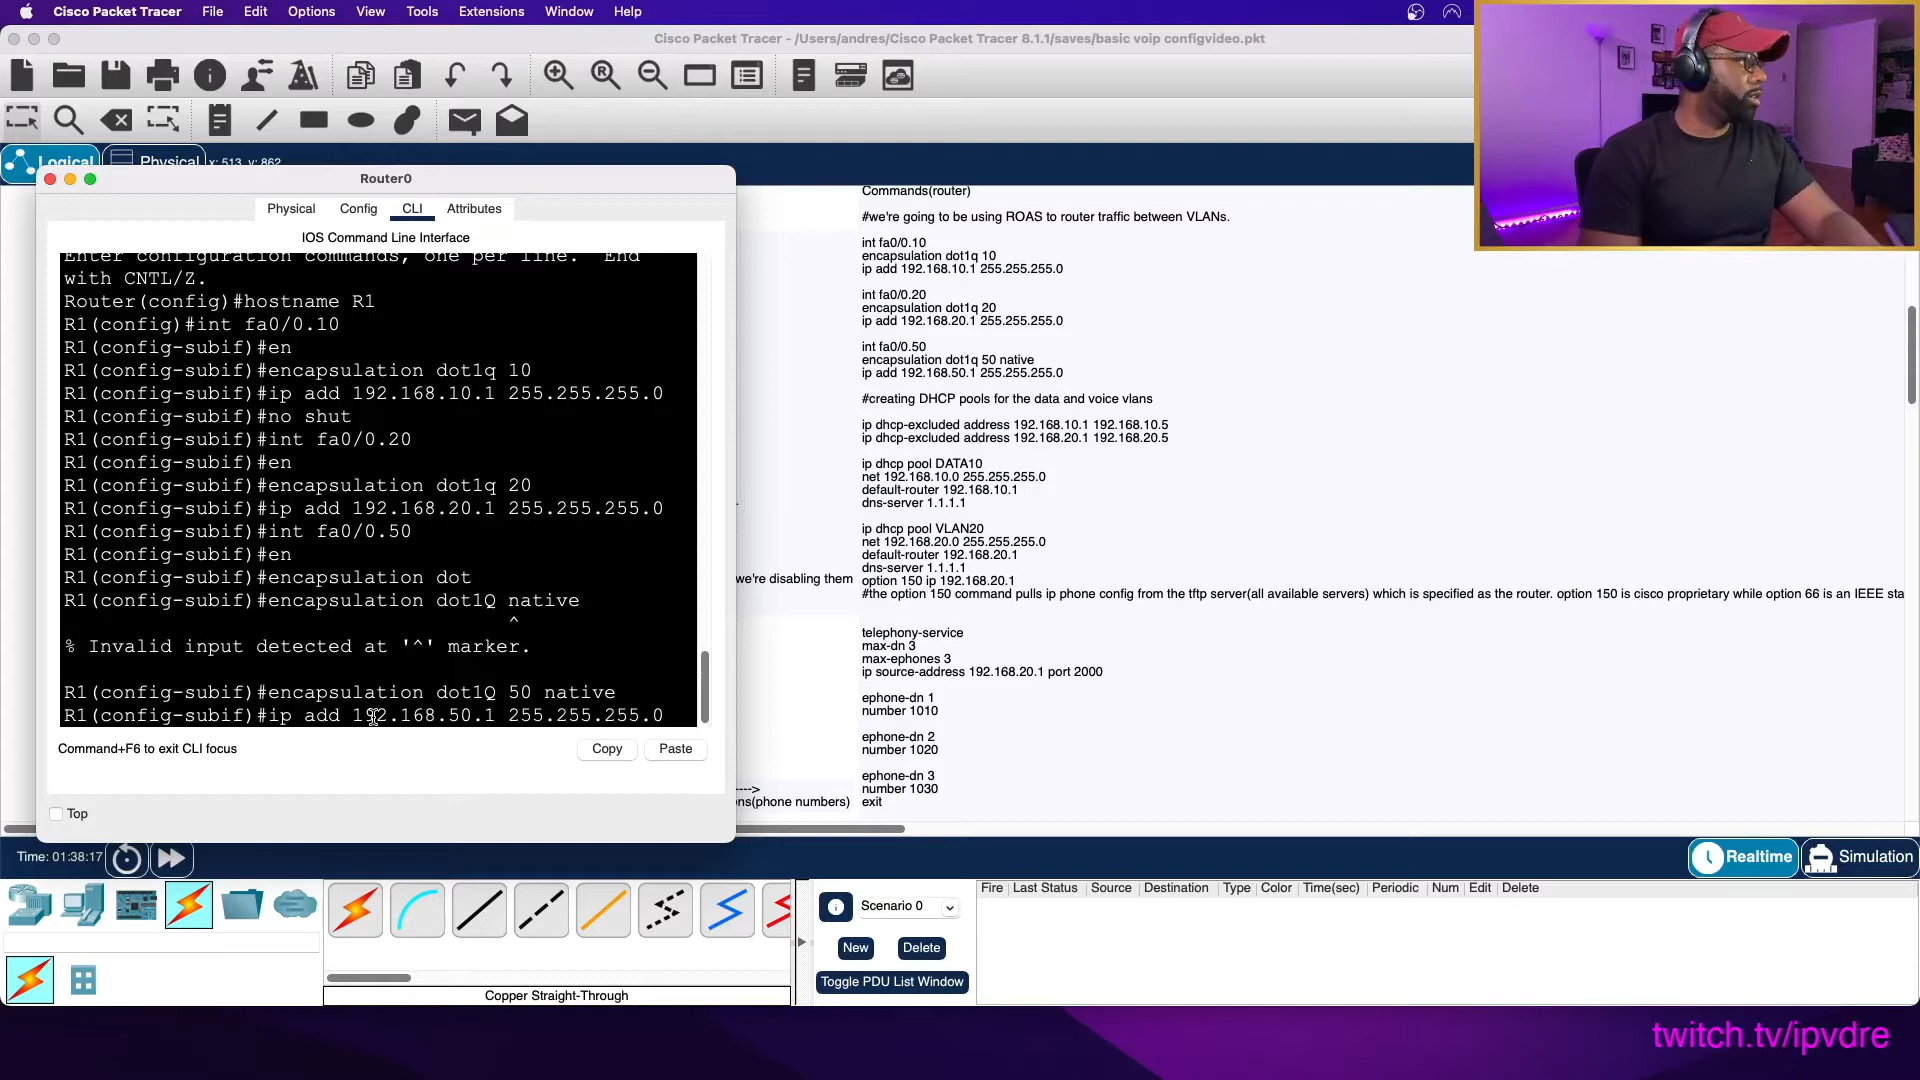 Cisco Packet Tracer File Edit Options View Tools Extensions Window Help
Cisco Packet Tracer - /Users/andres/Cisco Packet Tracer 8.1.1/saves/basic voip configvideo.pkt
Logical Physical x: 513, y: 862
Router0
Physical Config CLI Attributes
IOS Command Line Interface
Enter configuration commands, one per line. End
with CNTL/Z.
Router(config)#hostname R1
R1(config)#int fa0/0.10
R1(config-subif)#en
R1(config-subif)#encapsulation dot1q 10
R1(config-subif)#ip add 192.168.10.1 255.255.255.0
R1(config-subif)#no shut
R1(config-subif)#int fa0/0.20
R1(config-subif)#en
R1(config-subif)#encapsulation dot1q 20
R1(config-subif)#ip add 192.168.20.1 255.255.255.0
R1(config-subif)#int fa0/0.50
R1(config-subif)#en
R1(config-subif)#encapsulation dot
R1(config-subif)#encapsulation dot1Q native
^
% Invalid input detected at '^' marker.
R1(config-subif)#encapsulation dot1Q 50 native
R1(config-subif)#ip add 192.168.50.1 255.255.255.0
Command+F6 to exit CLI focus
Copy Paste
Top
we're disabling them
---->
ns(phone numbers)
Commands(router)
#we're going to be using ROAS to router traffic between VLANs.
int fa0/0.10
encapsulation dot1q 10
ip add 192.168.10.1 255.255.255.0
int fa0/0.20
encapsulation dot1q 20
ip add 192.168.20.1 255.255.255.0
int fa0/0.50
encapsulation dot1q 50 native
ip add 192.168.50.1 255.255.255.0
#creating DHCP pools for the data and voice vlans
ip dhcp-excluded address 192.168.10.1 192.168.10.5
ip dhcp-excluded address 192.168.20.1 192.168.20.5
ip dhcp pool DATA10
net 192.168.10.0 255.255.255.0
default-router 192.168.10.1
dns-server 1.1.1.1
ip dhcp pool VLAN20
net 192.168.20.0 255.255.255.0
default-router 192.168.20.1
dns-server 1.1.1.1
option 150 ip 192.168.20.1
#the option 150 command pulls ip phone config from the tftp server(all available servers) which is specified as the router. option 150 is cisco proprietary while option 66 is an IEEE sta
telephony-service
max-dn 3
max-ephones 3
ip source-address 192.168.20.1 port 2000
ephone-dn 1
number 1010
ephone-dn 2
number 1020
ephone-dn 3
number 1030
exit
Time: 01:38:17
Realtime Simulation
Scenario 0
New Delete
Toggle PDU List Window
Fire Last Status Source Destination Type Color Time(sec) Periodic Num Edit Delete
Copper Straight-Through
twitch.tv/ipvdre